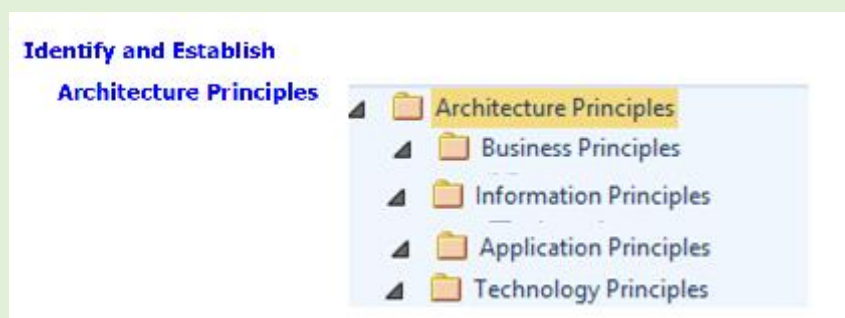 Identify and Establish
Architecture Principles
Architecture Principles
Business Principles
Information Principles
Application Principles
Technology Principles